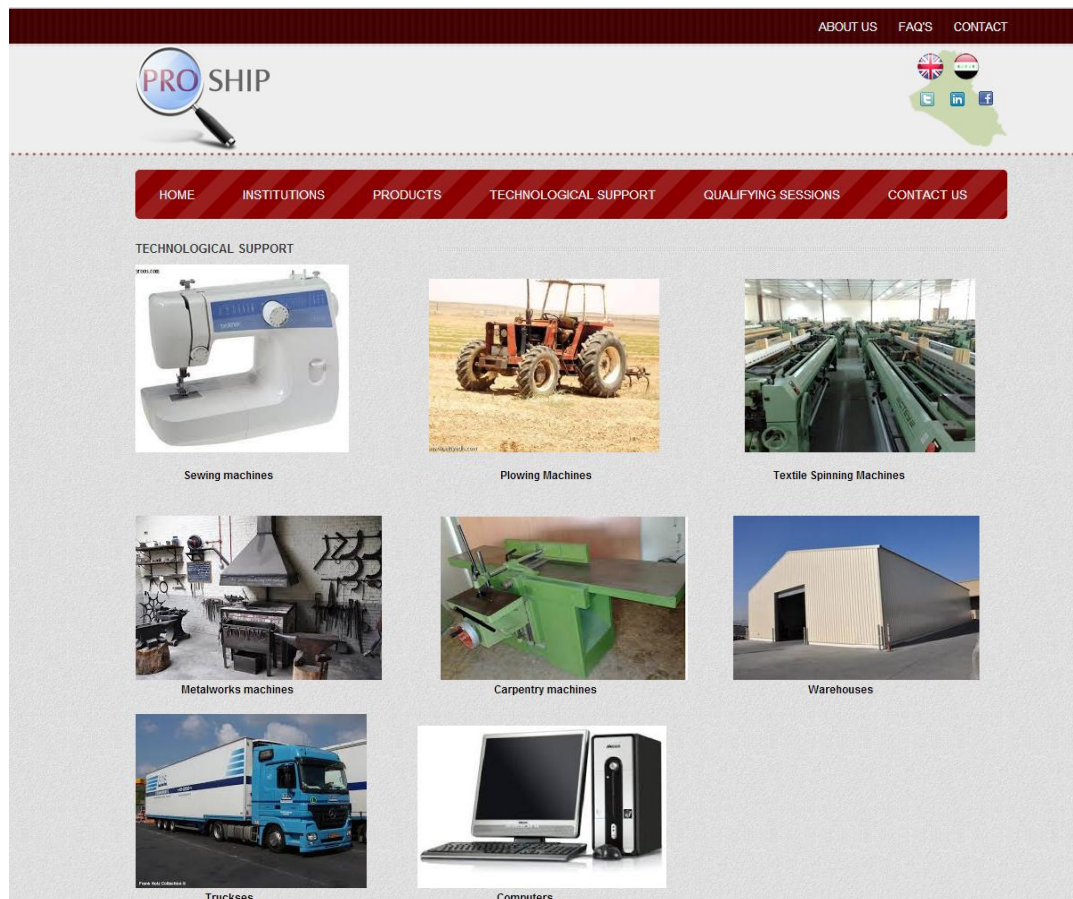 ABOUT US FAQ'S CONTACT
PRO SHIP
HOME INSTITUTIONS PRODUCTS TECHNOLOGICAL SUPPORT QUALIFYING SESSIONS CONTACT US
TECHNOLOGICAL SUPPORT
Sewing machines Plowing Machines Textile Spinning Machines
Metalworks machines Carpentry machines Warehouses
Truckses Computers